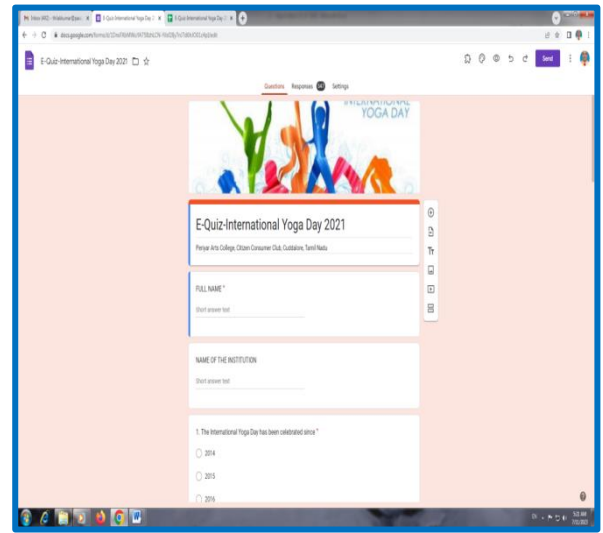 E-Quiz-International Yoga Day 2021
Send
Questions Responses Settings
INTERNATIONAL
YOGA DAY
E-Quiz-International Yoga Day 2021
Periyar Arts College, Citizen Consumer Club, Cuddalore, Tamil Nadu
FULL NAME *
Short answer text
NAME OF THE INSTITUTION
Short answer text
1. The International Yoga Day has been celebrated since *
2014
2015
2016